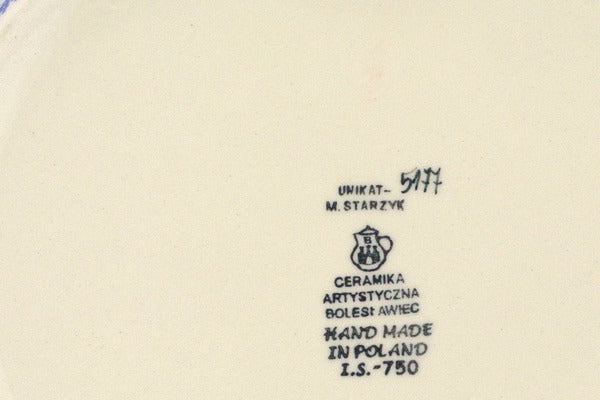 UNIKAT- 5177
M. STARZYK
B
CERAMIKA
ARTYSTYCZNA
BOLESŁAWIEC
HAND MADE
IN POLAND
I.S.-750